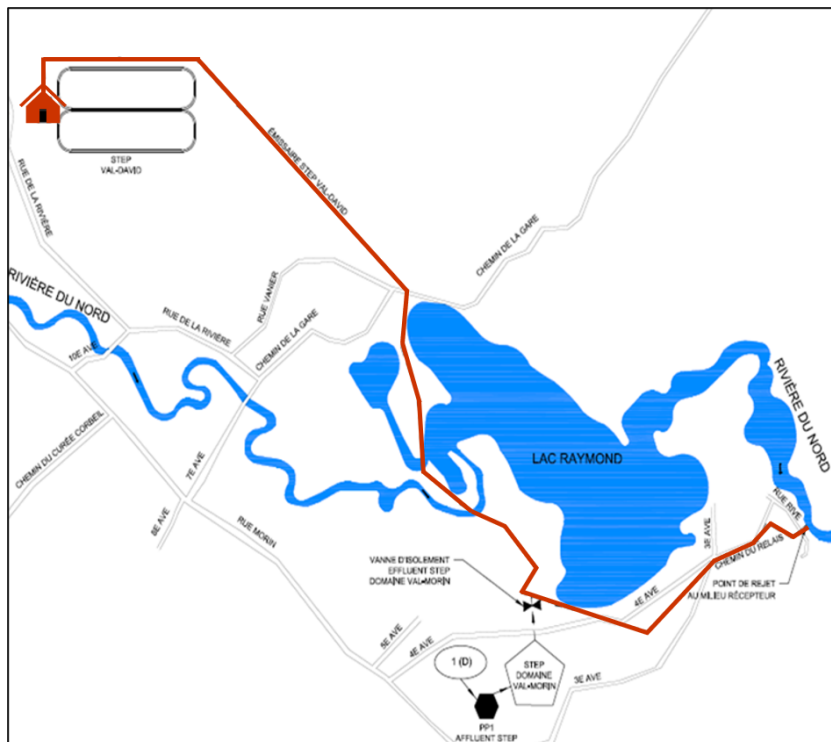 STEP
VAL-DAVID
ÉMISSAIRE STEP VAL-DAVID
RUE DE LA RIVIÈRE
CHEMIN DE LA GARE
RIVIÈRE DU NORD
RUE VANIER
RUE DE LA RIVIÈRE
CHEMIN DE LA GARE
10E AVE
RIVIÈRE DU NORD
CHEMIN DU CURÉE CORBEIL
7E AVE
LAC RAYMOND
8E AVE
RUE MORIN
RUE RIVE
3E AVE
CHEMIN DU RELAIS
VANNE D'ISOLEMENT
EFFLUENT STEP
DOMAINE VAL-MORIN
POINT DE REJET
AU MILIEU RÉCEPTEUR
4E AVE
5E AVE
4E AVE
1 (D)
STEP
DOMAINE
VAL-MORIN
3E AVE
PP1
AFFLUENT STEP